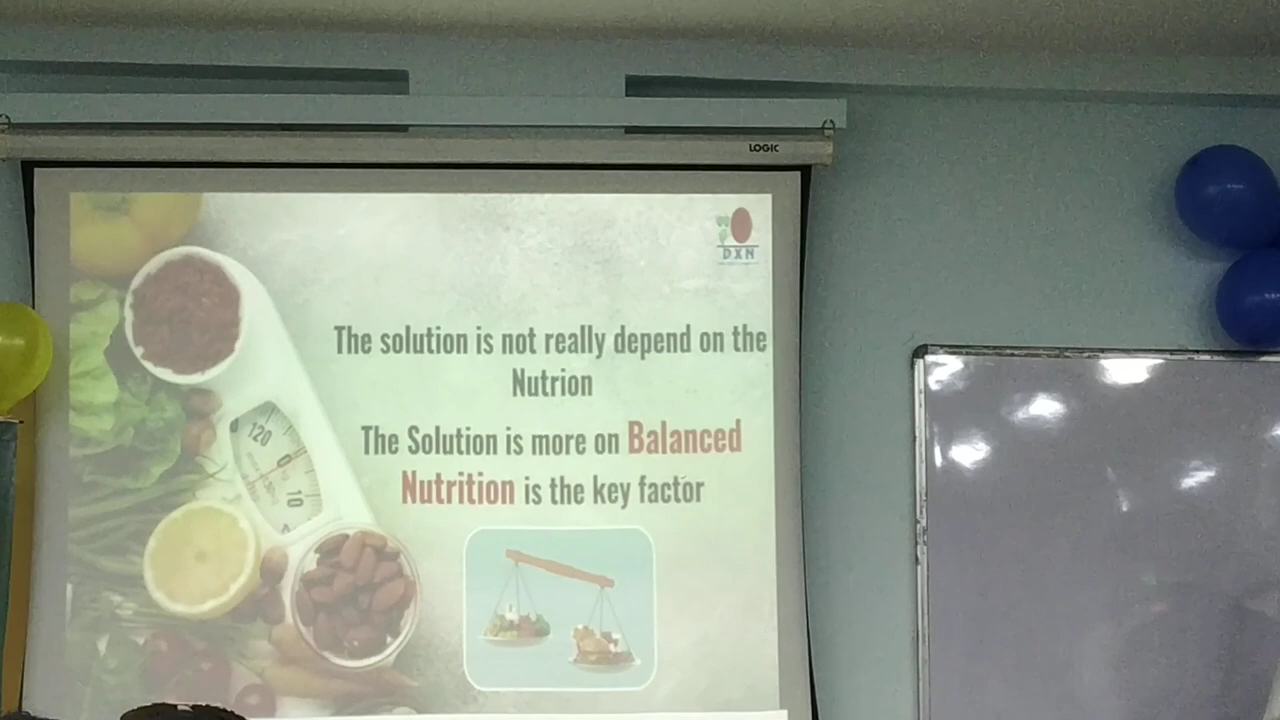 LOGIC
DXN
The solution is not really depend on the
Nutrion
The Solution is more on Balanced
Nutrition is the key factor
120
0
10